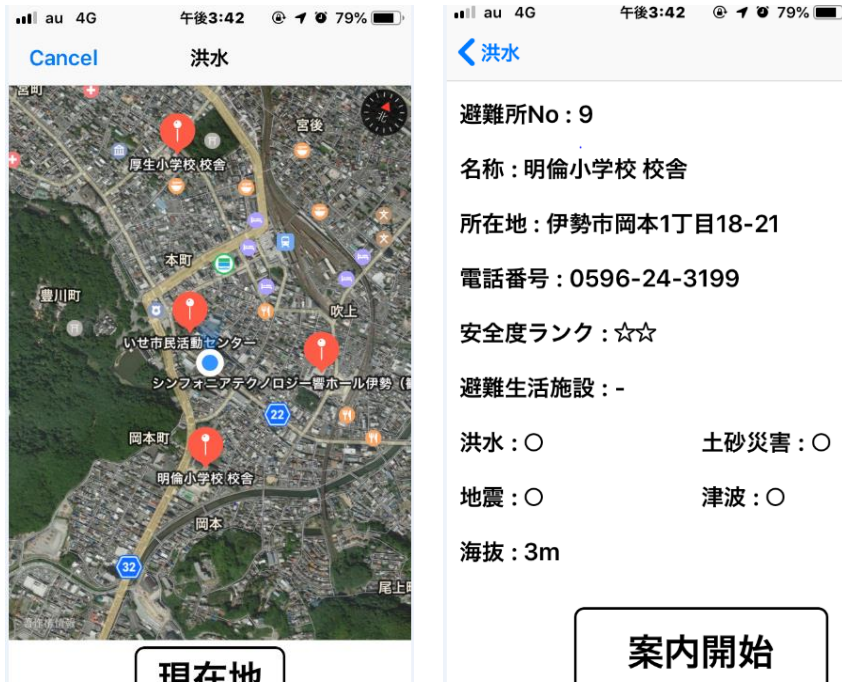 au 4G 午後3:42 79%
Cancel 洪水
宮町
北
宮後
厚生小学校 校舎
本町
豊川町
吹上
いせ市民活動センター
シンフォニアテクノロジー響ホール伊勢（
22
岡本町
明倫小学校 校舎
岡本
32
尾上
著作権情報
現在地
au 4G 午後3:42 79%
洪水
避難所No : 9
名称 : 明倫小学校 校舎
所在地 : 伊勢市岡本1丁目18-21
電話番号 : 0596-24-3199
安全度ランク : ☆☆
避難生活施設 : -
洪水 : ○ 土砂災害 : ○
地震 : ○ 津波 : ○
海抜 : 3m
案内開始